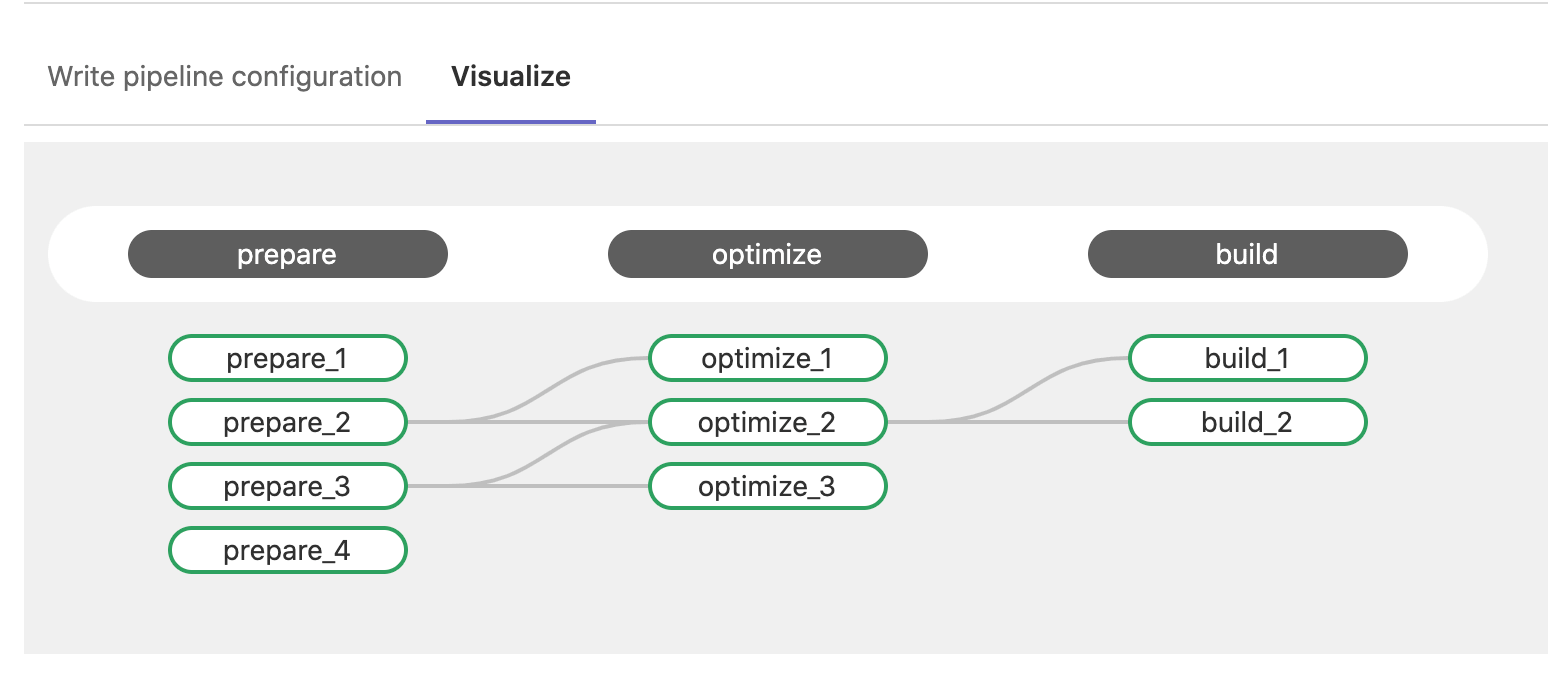 Write pipeline configuration Visualize
prepare optimize build
prepare_1 optimize_1 build_1
prepare_2 optimize_2 build_2
prepare_3 optimize_3
prepare_4